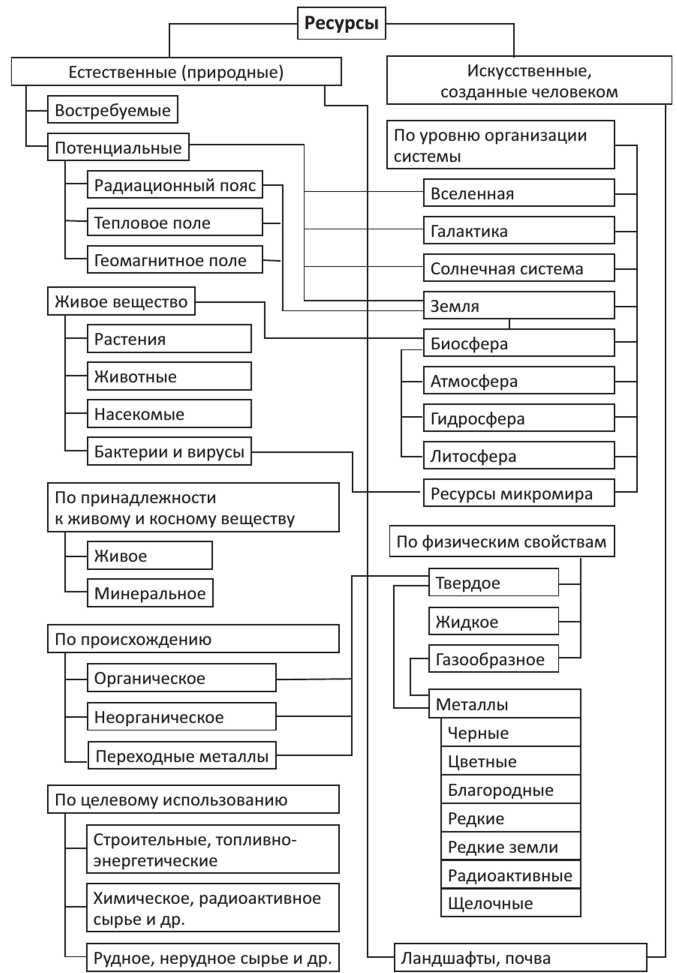 Ресурсы
Естественные (природные)
Востребуемые
Потенциальные
Радиационный пояс
Тепловое поле
Геомагнитное поле
Живое вещество
Растения
Животные
Насекомые
Бактерии и вирусы
По принадлежности
к живому и косному веществу
Живое
Минеральное
По происхождению
Органическое
Неорганическое
Переходные металлы
По целевому использованию
Строительные, топливно-
энергетические
Химическое, радиоактивное
сырье и др.
Рудное, нерудное сырье и др.
Искусственные,
созданные человеком
По уровню организации
системы
Вселенная
Галактика
Солнечная система
Земля
Биосфера
Атмосфера
Гидросфера
Литосфера
Ресурсы микромира
По физическим свойствам
Твердое
Жидкое
Газообразное
Металлы
Черные
Цветные
Благородные
Редкие
Редкие земли
Радиоактивные
Щелочные
Ландшафты, почва